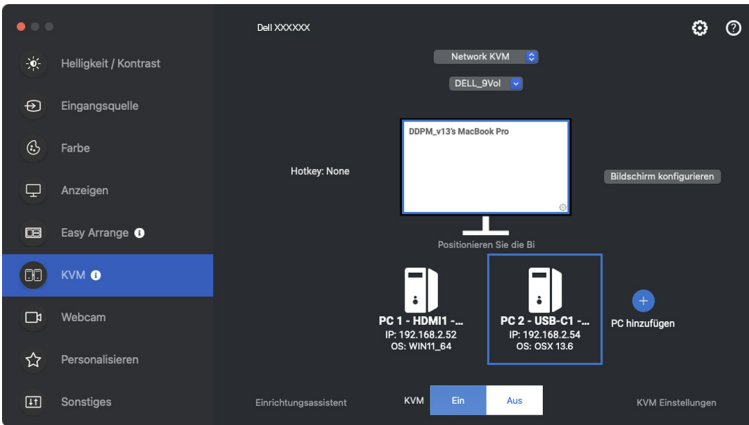 Dell XXXXXX
Helligkeit / Kontrast
Eingangsquelle
Farbe
Anzeigen
Easy Arrange
KVM
Webcam
Personalisieren
Sonstiges
Network KVM
DELL_9Vol
DDPM_v13's MacBook Pro
Hotkey: None
Bildschirm konfigurieren
Positionieren Sie die Bi
PC 1 - HDMI1 -...
IP: 192.168.2.52
OS: WIN11_64
PC 2 - USB-C1 -...
IP: 192.168.2.54
OS: OSX 13.6
PC hinzufügen
Einrichtungsassistent
KVM
Ein
Aus
KVM Einstellungen